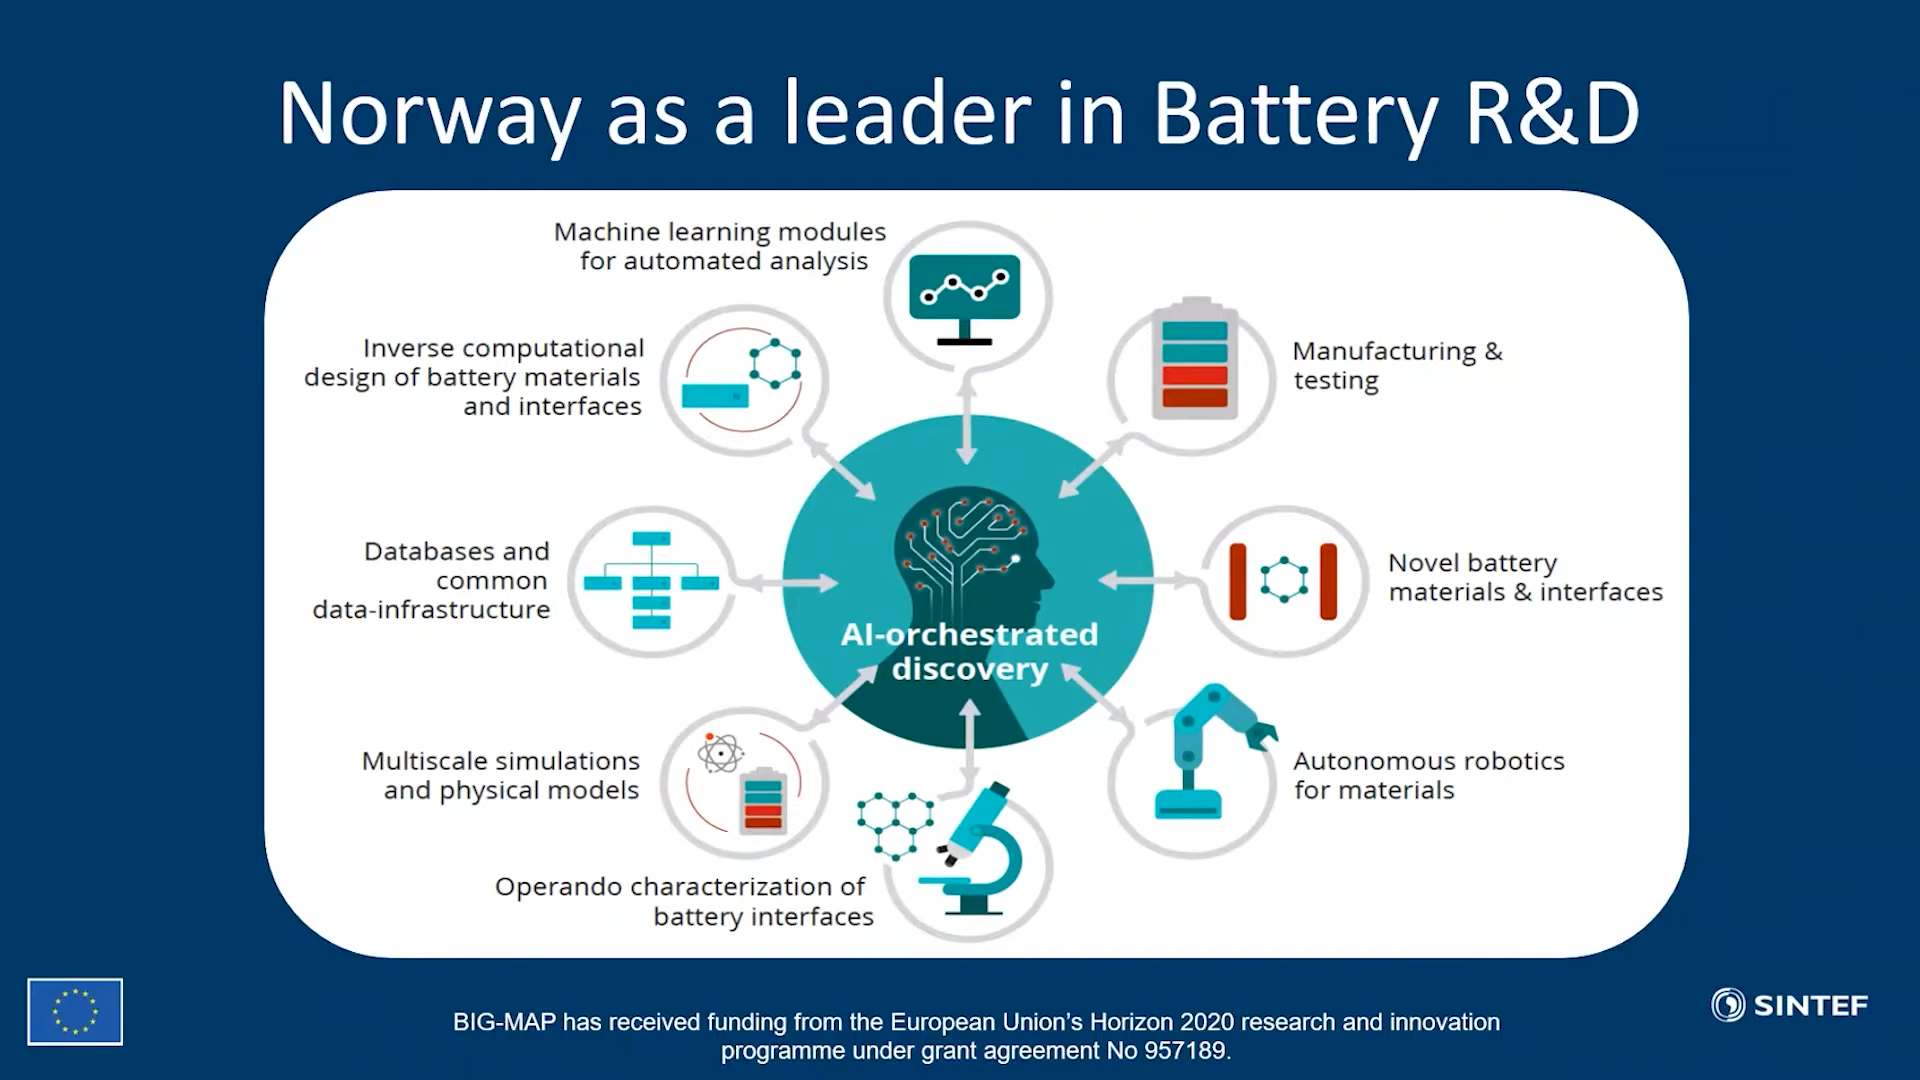 Norway as a leader in Battery R&D
Machine learning modules
for automated analysis
Inverse computational
design of battery materials
and interfaces
Manufacturing &
testing
Databases and
common
data-infrastructure
Novel battery
materials & interfaces
AI-orchestrated
discovery
Multiscale simulations
and physical models
Autonomous robotics
for materials
Operando characterization of
battery interfaces
BIG-MAP has received funding from the European Union’s Horizon 2020 research and innovation
programme under grant agreement No 957189.
SINTEF